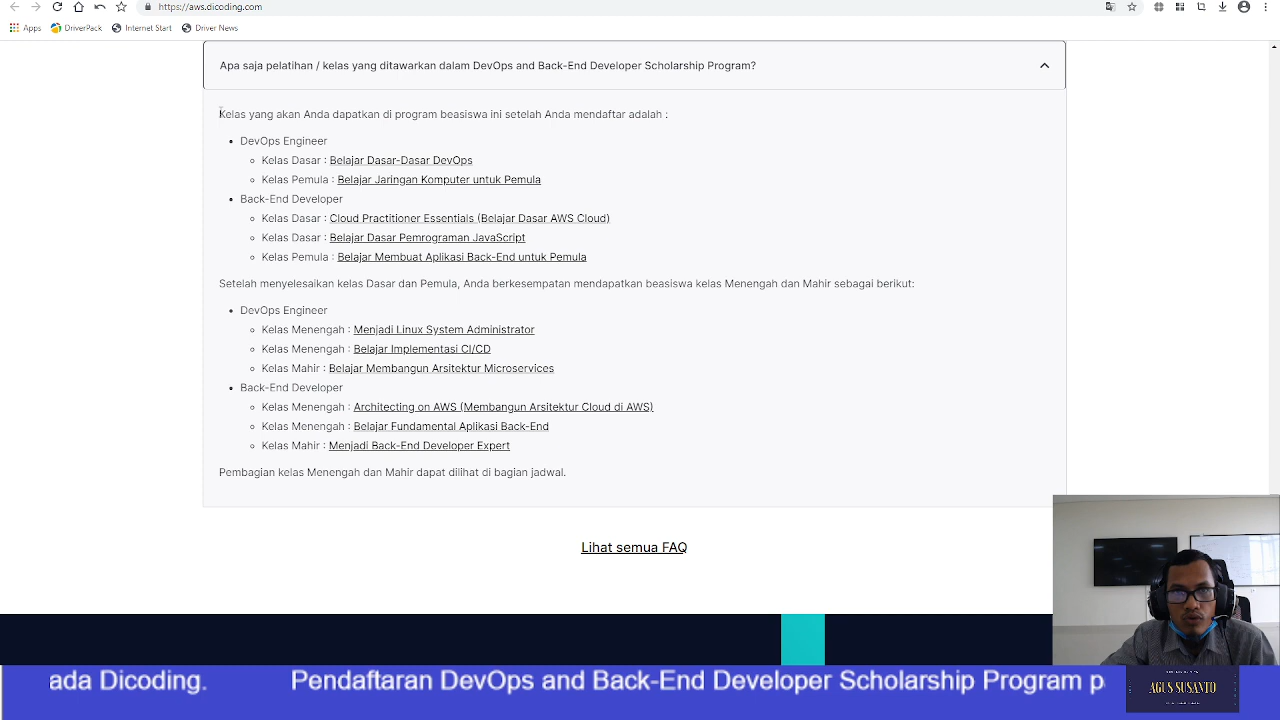 https://aws.dicoding.com
Apps
DriverPack
Internet Start
Driver News
Apa saja pelatihan / kelas yang ditawarkan dalam DevOps and Back-End Developer Scholarship Program?
Kelas yang akan Anda dapatkan di program beasiswa ini setelah Anda mendaftar adalah :
DevOps Engineer
Kelas Dasar : Belajar Dasar-Dasar DevOps
Kelas Pemula : Belajar Jaringan Komputer untuk Pemula
Back-End Developer
Kelas Dasar : Cloud Practitioner Essentials (Belajar Dasar AWS Cloud)
Kelas Dasar : Belajar Dasar Pemrograman JavaScript
Kelas Pemula : Belajar Membuat Aplikasi Back-End untuk Pemula
Setelah menyelesaikan kelas Dasar dan Pemula, Anda berkesempatan mendapatkan beasiswa kelas Menengah dan Mahir sebagai berikut:
DevOps Engineer
Kelas Menengah : Menjadi Linux System Administrator
Kelas Menengah : Belajar Implementasi CI/CD
Kelas Mahir : Belajar Membangun Arsitektur Microservices
Back-End Developer
Kelas Menengah : Architecting on AWS (Membangun Arsitektur Cloud di AWS)
Kelas Menengah : Belajar Fundamental Aplikasi Back-End
Kelas Mahir : Menjadi Back-End Developer Expert
Pembagian kelas Menengah dan Mahir dapat dilihat di bagian jadwal.
Lihat semua FAQ
ada Dicoding. Pendaftaran DevOps and Back-End Developer Scholarship Program p
AGUS SUSANTO